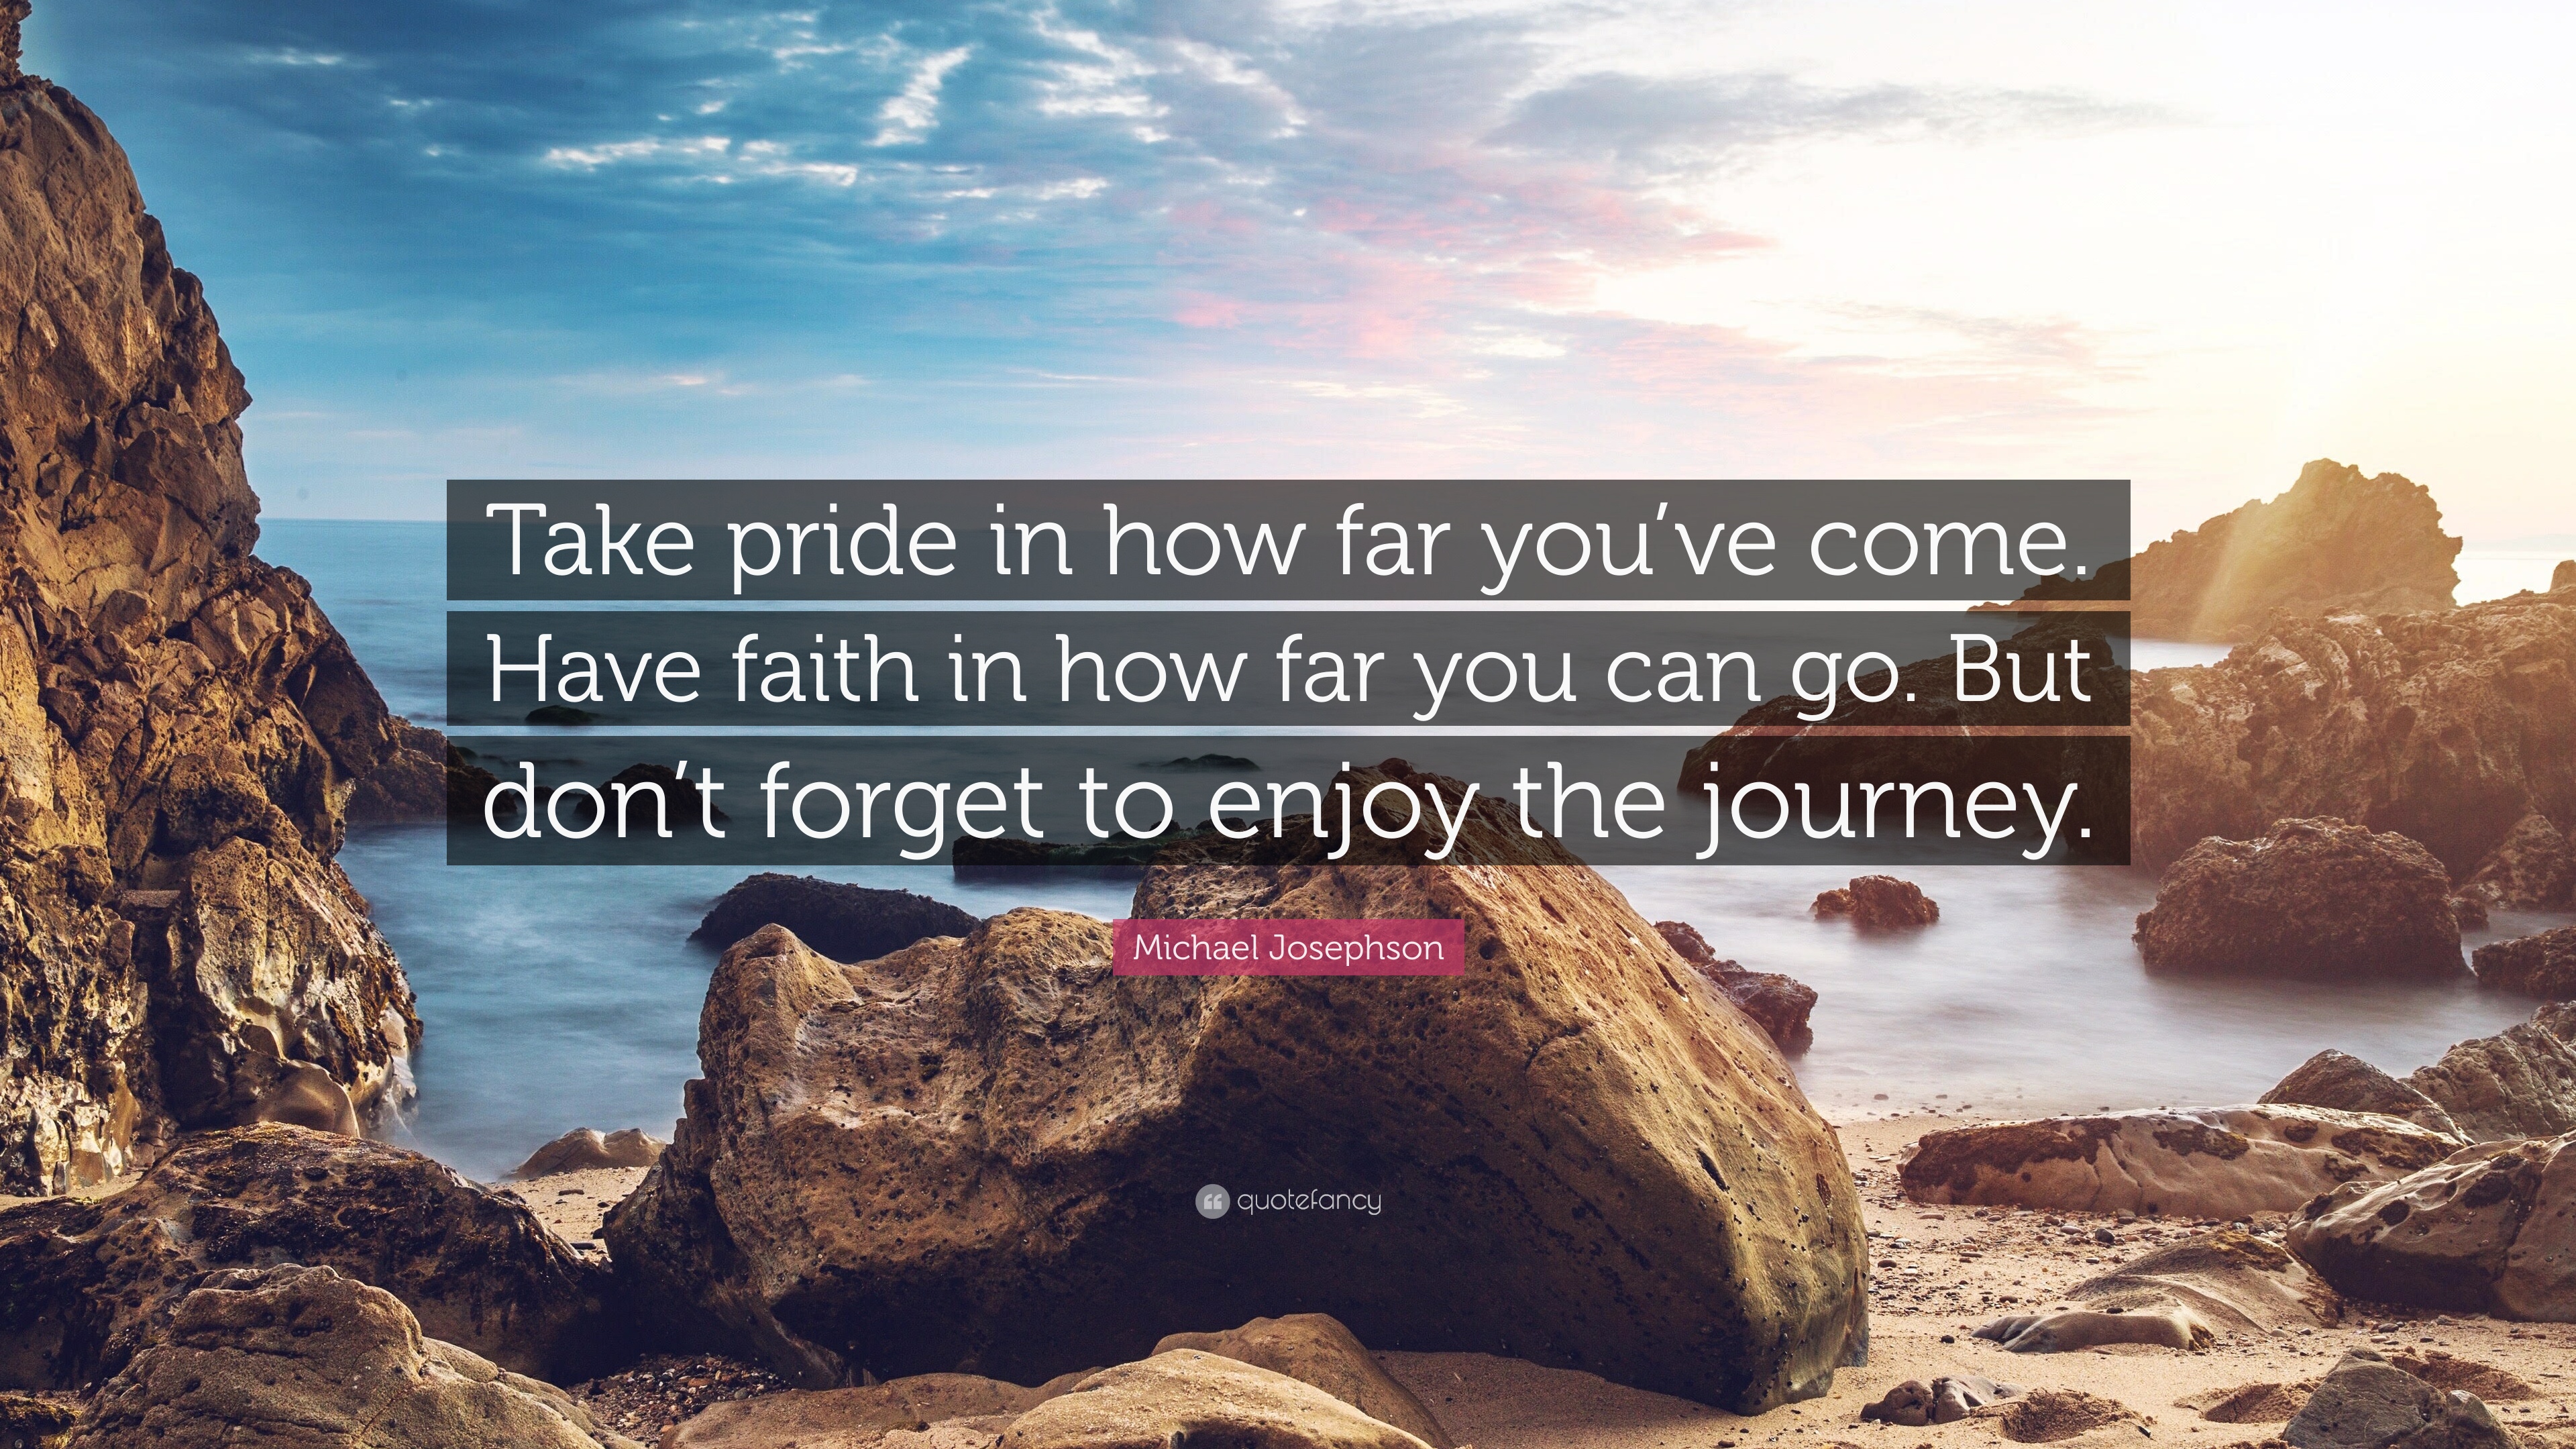 Take pride in how far you’ve come.
Have faith in how far you can go. But
don’t forget to enjoy the journey.
Michael Josephson
quotefancy